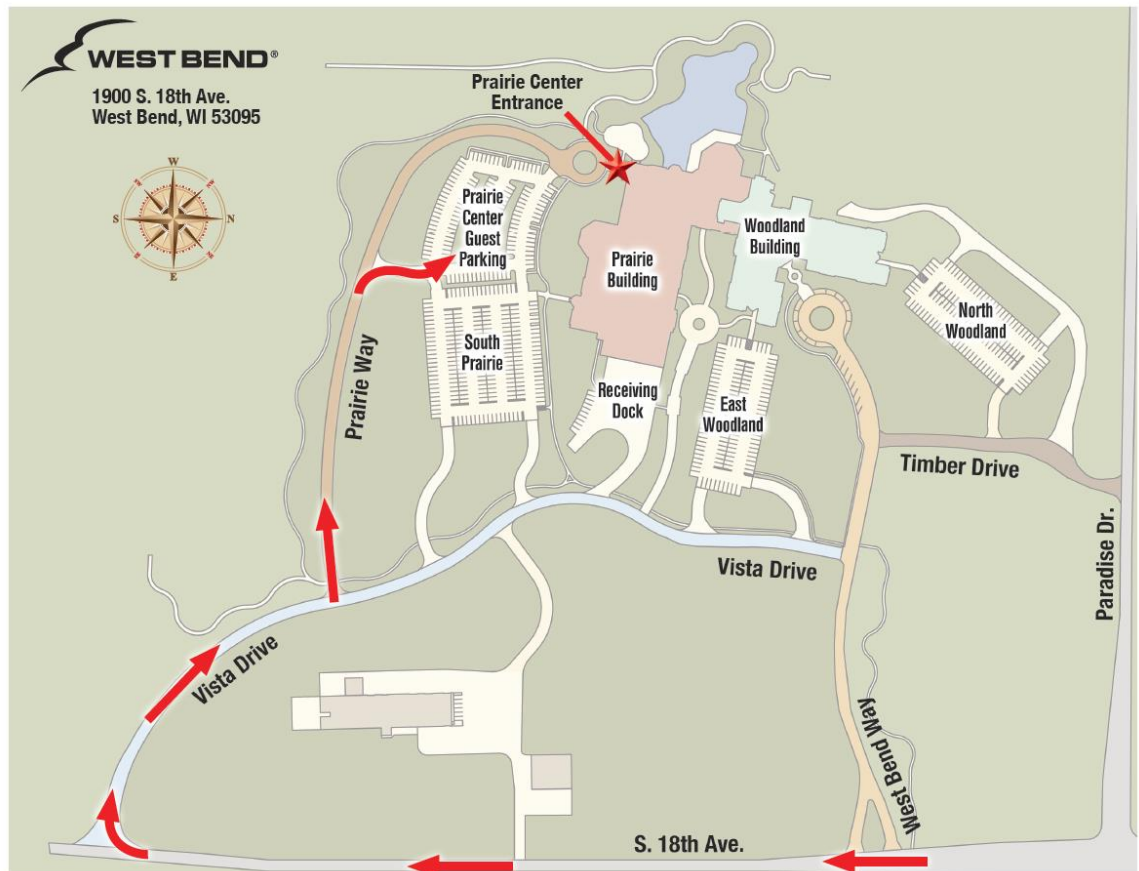 WEST BEND®
1900 S. 18th Ave.
West Bend, WI 53095
Prairie Center
Entrance
W
S
N
E
Prairie
Center
Guest
Parking
Woodland
Building
Prairie
Building
North
Woodland
South
Prairie
Prairie Way
Receiving
Dock
East
Woodland
Timber Drive
Paradise Dr.
Vista Drive
Vista Drive
West Bend Way
S. 18th Ave.